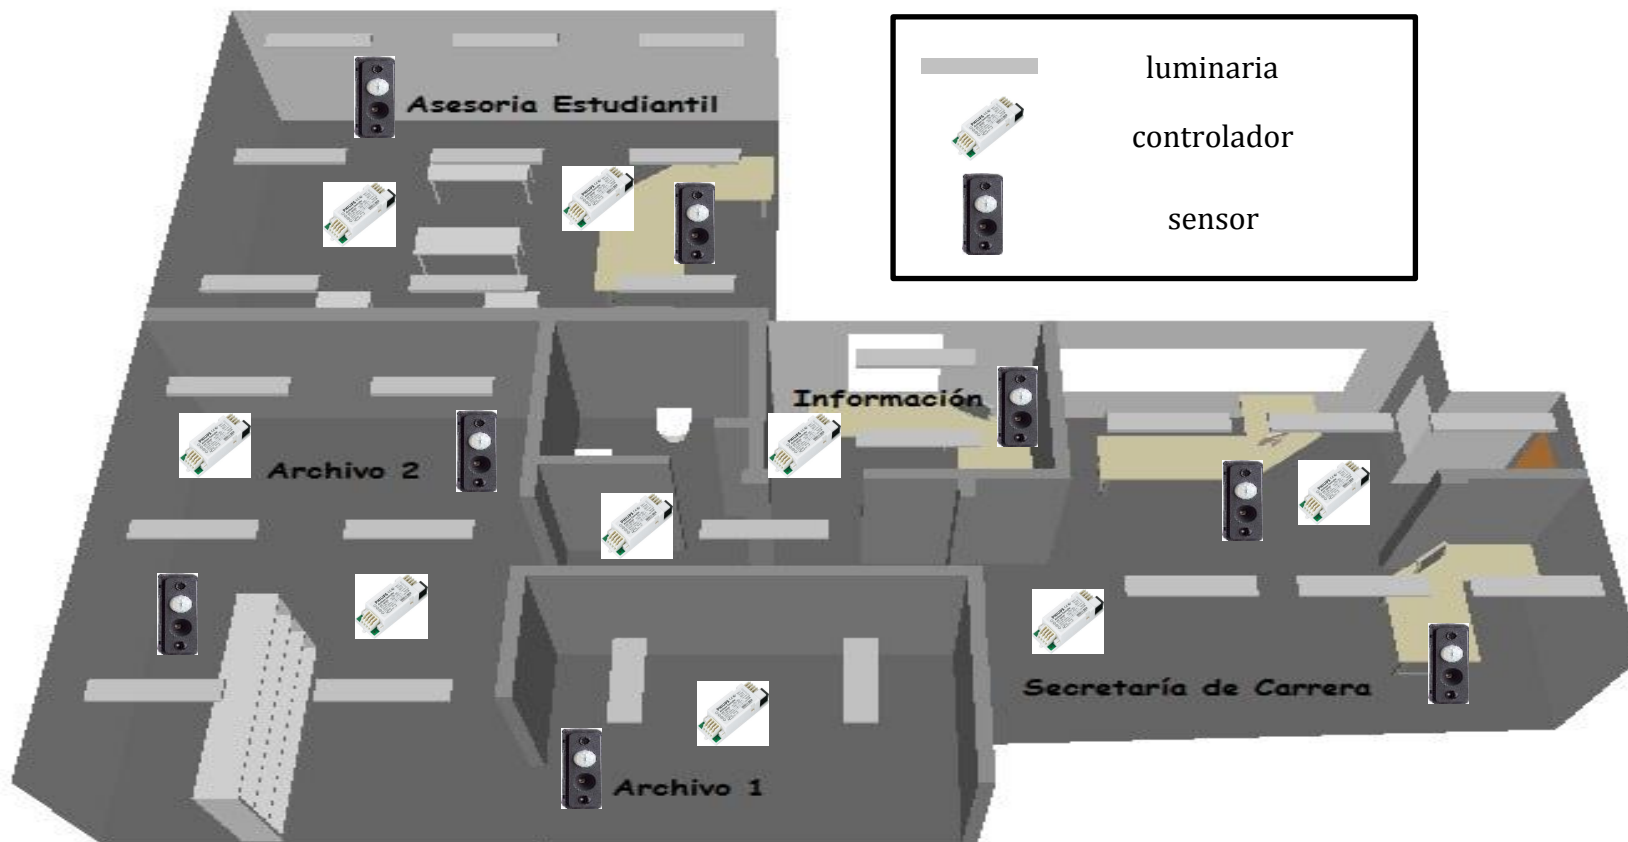 luminaria
controlador
sensor
Asesoria Estudiantil
Información
Archivo 2
Secretaría de Carrera
Archivo 1